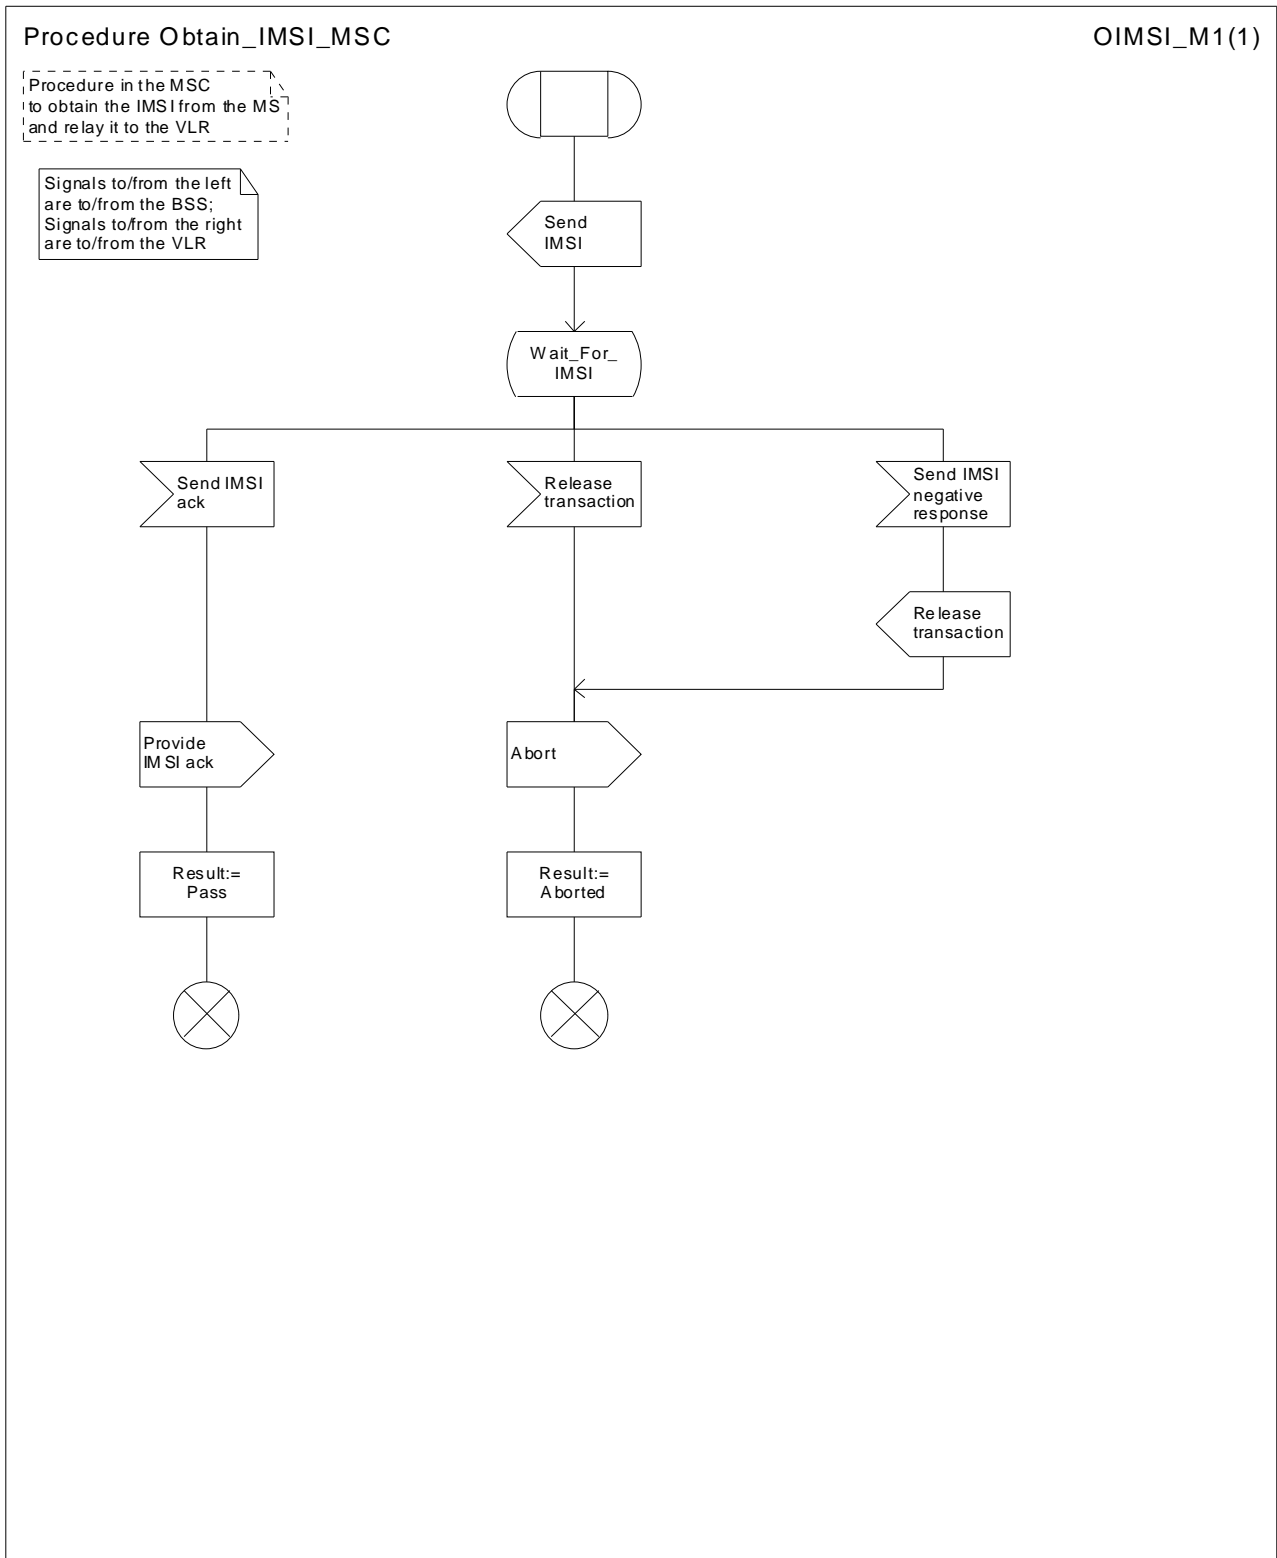 Procedure Obtain_IMSI_MSC
OIMSI_M1(1)
Procedure in the MSC
to obtain the IMSI from the MS
and relay it to the VLR
Signals to/from the left
are to/from the BSS;
Signals to/from the right
are to/from the VLR
Send
IMSI
Wait_For_
IMSI
Send IMSI
ack
Release
transaction
Send IMSI
negative
response
Release
transaction
Provide
IMSI ack
Abort
Result:=
Pass
Result:=
Aborted